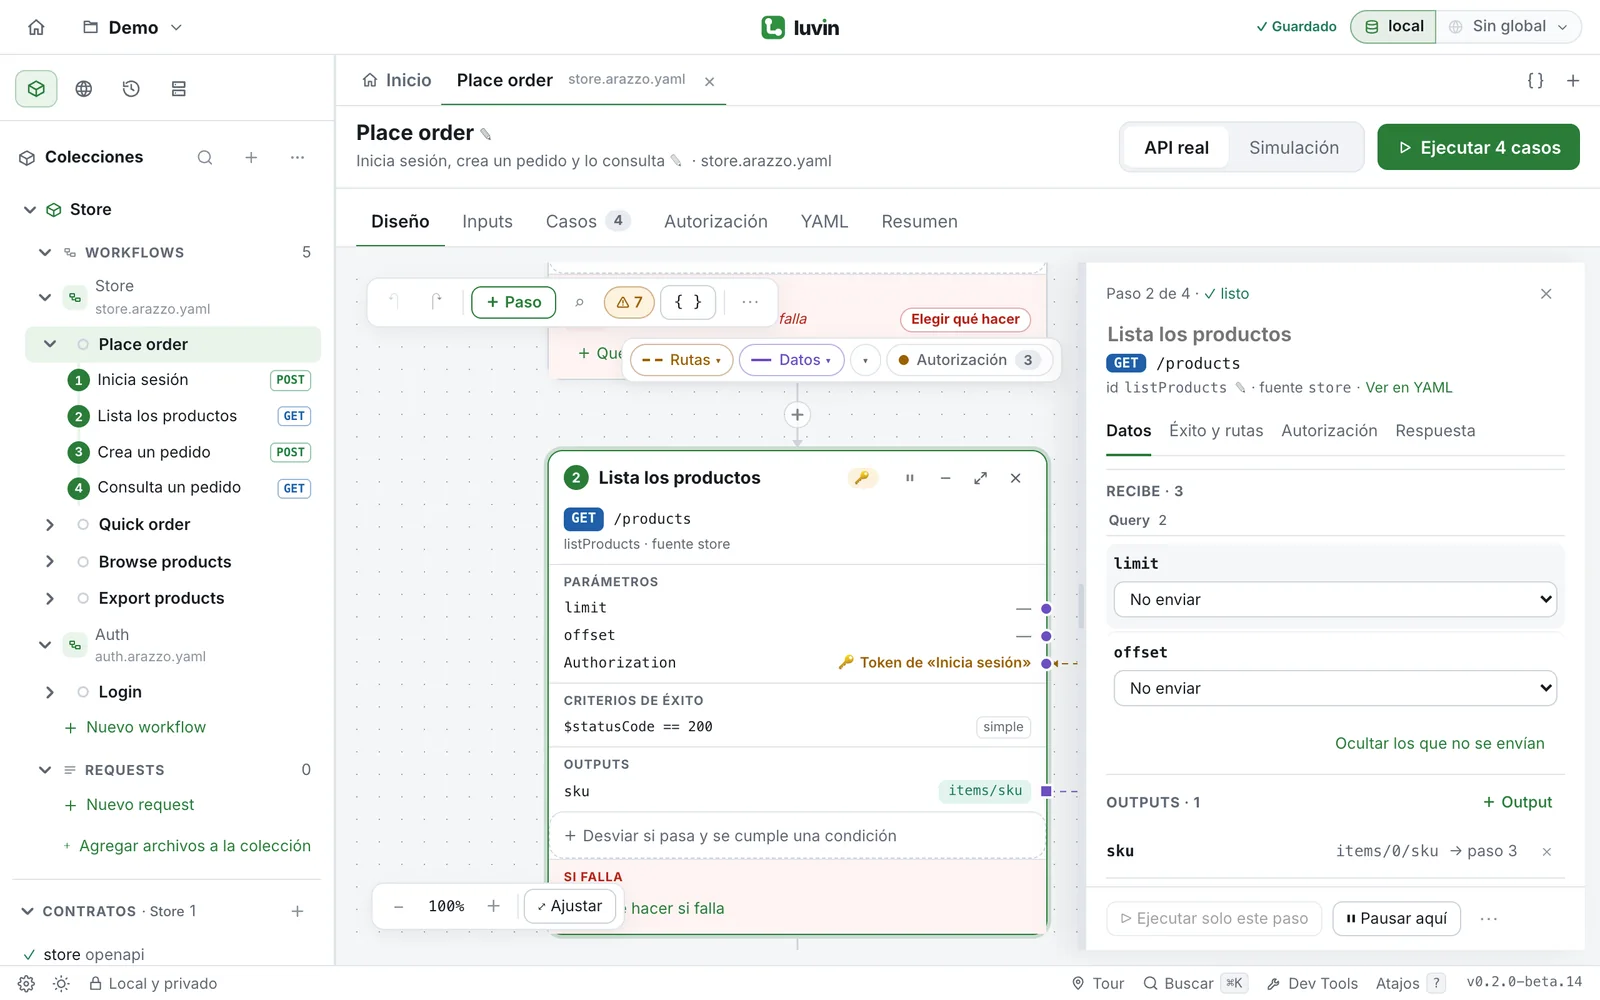 Demo
luvin
Guardado
local
Sin global
Inicio
Place order
store.arazzo.yaml
Colecciones
Place order
Inicia sesión, crea un pedido y lo consulta · store.arazzo.yaml
API real
Simulación
Ejecutar 4 casos
Store
WORKFLOWS 5
Store
store.arazzo.yaml
Place order
1 Inicia sesión POST
2 Lista los productos GET
3 Crea un pedido POST
4 Consulta un pedido GET
Quick order
Browse products
Export products
Auth
auth.arazzo.yaml
Login
+ Nuevo workflow
REQUESTS 0
+ Nuevo request
+ Agregar archivos a la colección
CONTRATOS · Store 1 +
store openapi
Diseño
Inputs
Casos 4
Autorización
YAML
Resumen
+ Paso
7
{ }
...
falla
Elegir qué hacer
+ Que
Rutas
Datos
Autorización 3
2 Lista los productos
GET /products
listProducts · fuente store
PARÁMETROS
limit —
offset —
Authorization Token de «Inicia sesión»
CRITERIOS DE ÉXITO
$statusCode == 200 simple
OUTPUTS
sku items/sku
+ Desviar si pasa y se cumple una condición
SI FALLA
hacer si falla
− 100% +
Ajustar
Paso 2 de 4 · ✓ listo
Lista los productos
GET /products
id listProducts · fuente store · Ver en YAML
Datos
Éxito y rutas
Autorización
Respuesta
RECIBE · 3
Query 2
limit
No enviar
offset
No enviar
Ocultar los que no se envían
OUTPUTS · 1 + Output
sku items/0/sku → paso 3 ×
Ejecutar solo este paso
Pausar aquí
...
Local y privado
Tour
Buscar ⌘K
Dev Tools
Atajos ?
v0.2.0-beta.14